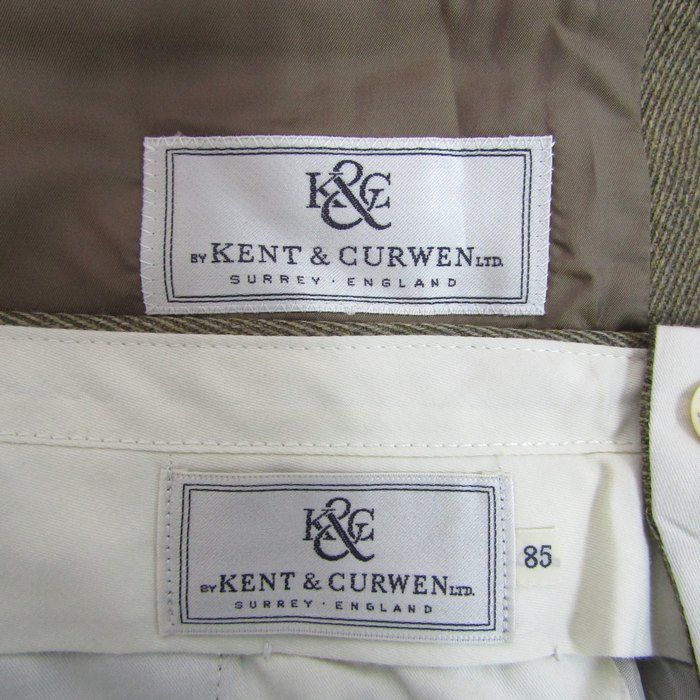 K&C
BY KENT & CURWEN LTD.
SURREY · ENGLAND
K&C
BY KENT & CURWEN LTD.
SURREY · ENGLAND
85